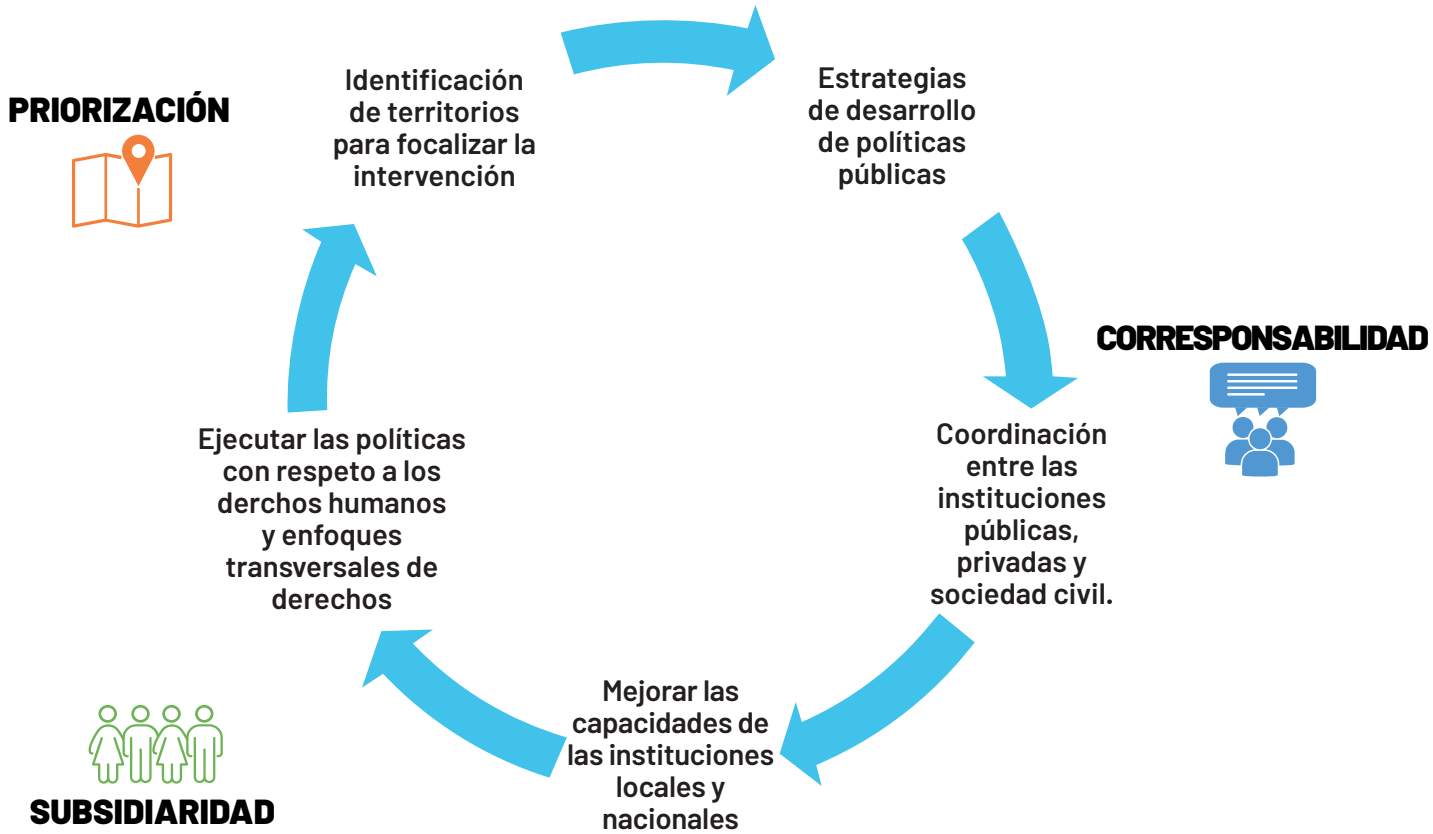 PRIORIZACIÓN
Identificación
de territorios
para focalizar la
intervención
Estrategias
de desarrollo
de políticas
públicas
CORRESPONSABILIDAD
Coordinación
entre las
instituciones
públicas,
privadas y
sociedad civil.
Mejorar las
capacidades de
las instituciones
locales y
nacionales
Ejecutar las políticas
con respeto a los
derchos humanos
y enfoques
transversales de
derechos
SUBSIDIARIDAD